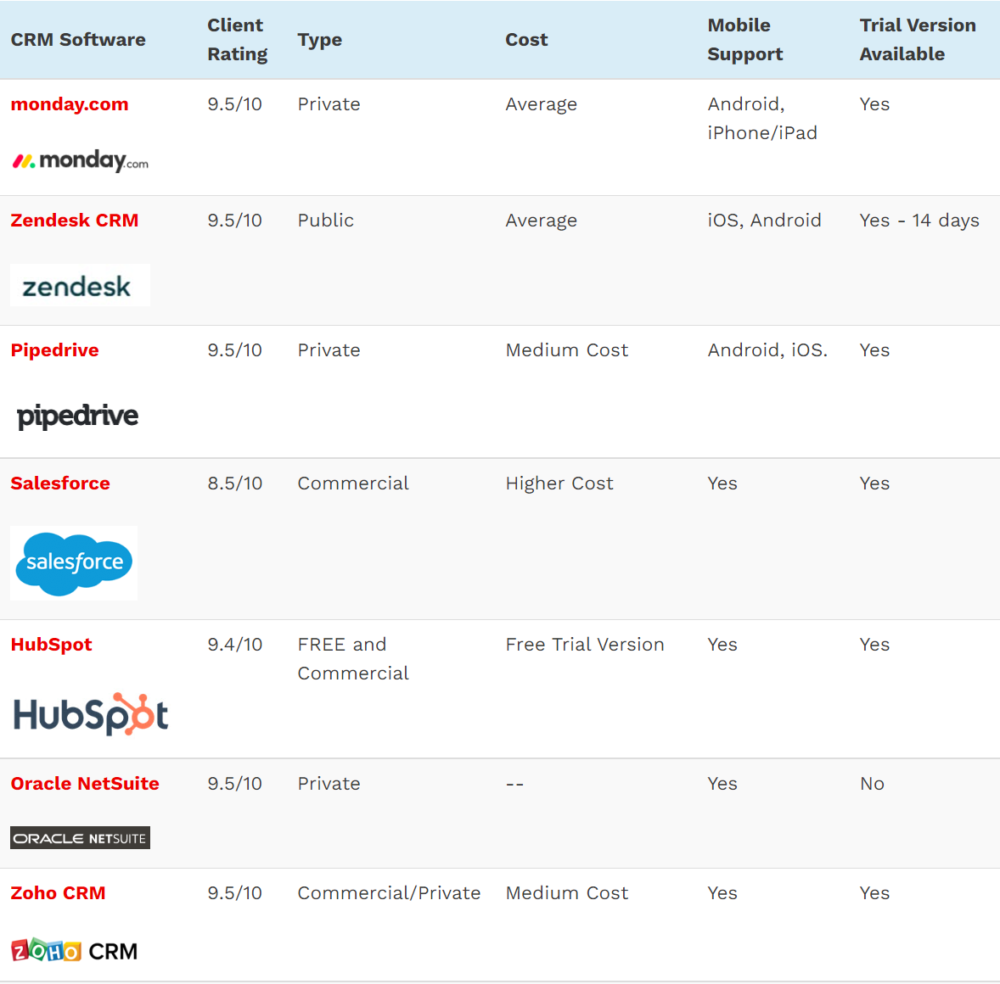 CRM Software Client Rating Type Cost Mobile Support Trial Version Available
monday.com 9.5/10 Private Average Android, iPhone/iPad Yes
monday.com
Zendesk CRM 9.5/10 Public Average iOS, Android Yes - 14 days
zendesk
Pipedrive 9.5/10 Private Medium Cost Android, iOS. Yes
pipedrive
Salesforce 8.5/10 Commercial Higher Cost Yes Yes
salesforce
HubSpot 9.4/10 FREE and Commercial Free Trial Version Yes Yes
HubSpot
Oracle NetSuite 9.5/10 Private -- Yes No
ORACLE NETSUITE
Zoho CRM 9.5/10 Commercial/Private Medium Cost Yes Yes
ZOHO CRM